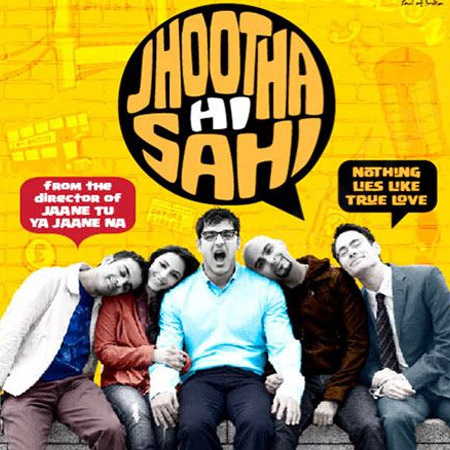 JHOOTHA
HI
SAHI
from the
director of
JAANE TU
YA JAANE NA
NOTHING
LIES LIKE
TRUE LOVE